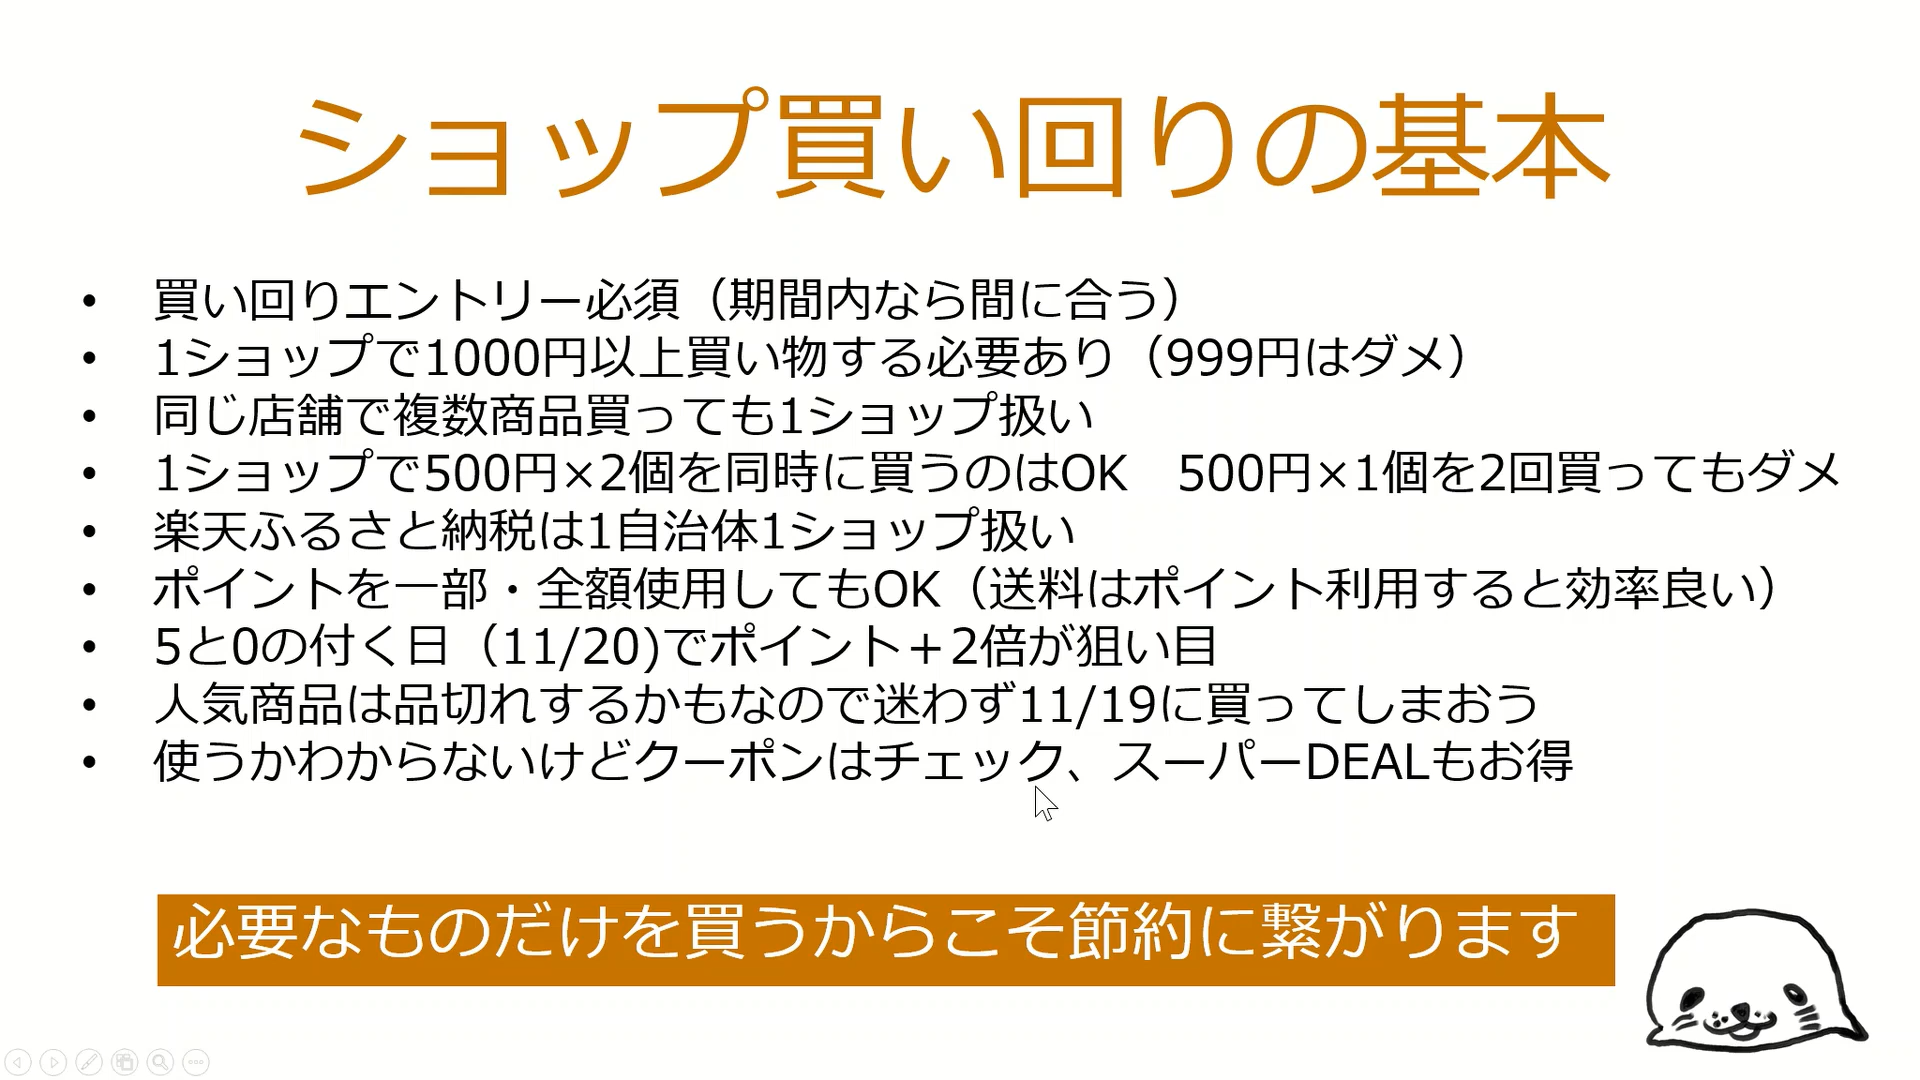 ショップ買い回りの基本
• 買い回りエントリー必須（期間内なら間に合う）
• 1ショップで1000円以上買い物する必要あり（999円はダメ）
• 同じ店舗で複数商品買っても1ショップ扱い
• 1ショップで500円×2個を同時に買うのはOK　500円×1個を2回買ってもダメ
• 楽天ふるさと納税は1自治体1ショップ扱い
• ポイントを一部・全額使用してもOK（送料はポイント利用すると効率良い）
• 5と0の付く日（11/20)でポイント＋2倍が狙い目
• 人気商品は品切れするかもなので迷わず11/19に買ってしまおう
• 使うかわからないけどクーポンはチェック、スーパーDEALもお得
必要なものだけを買うからこそ節約に繋がります